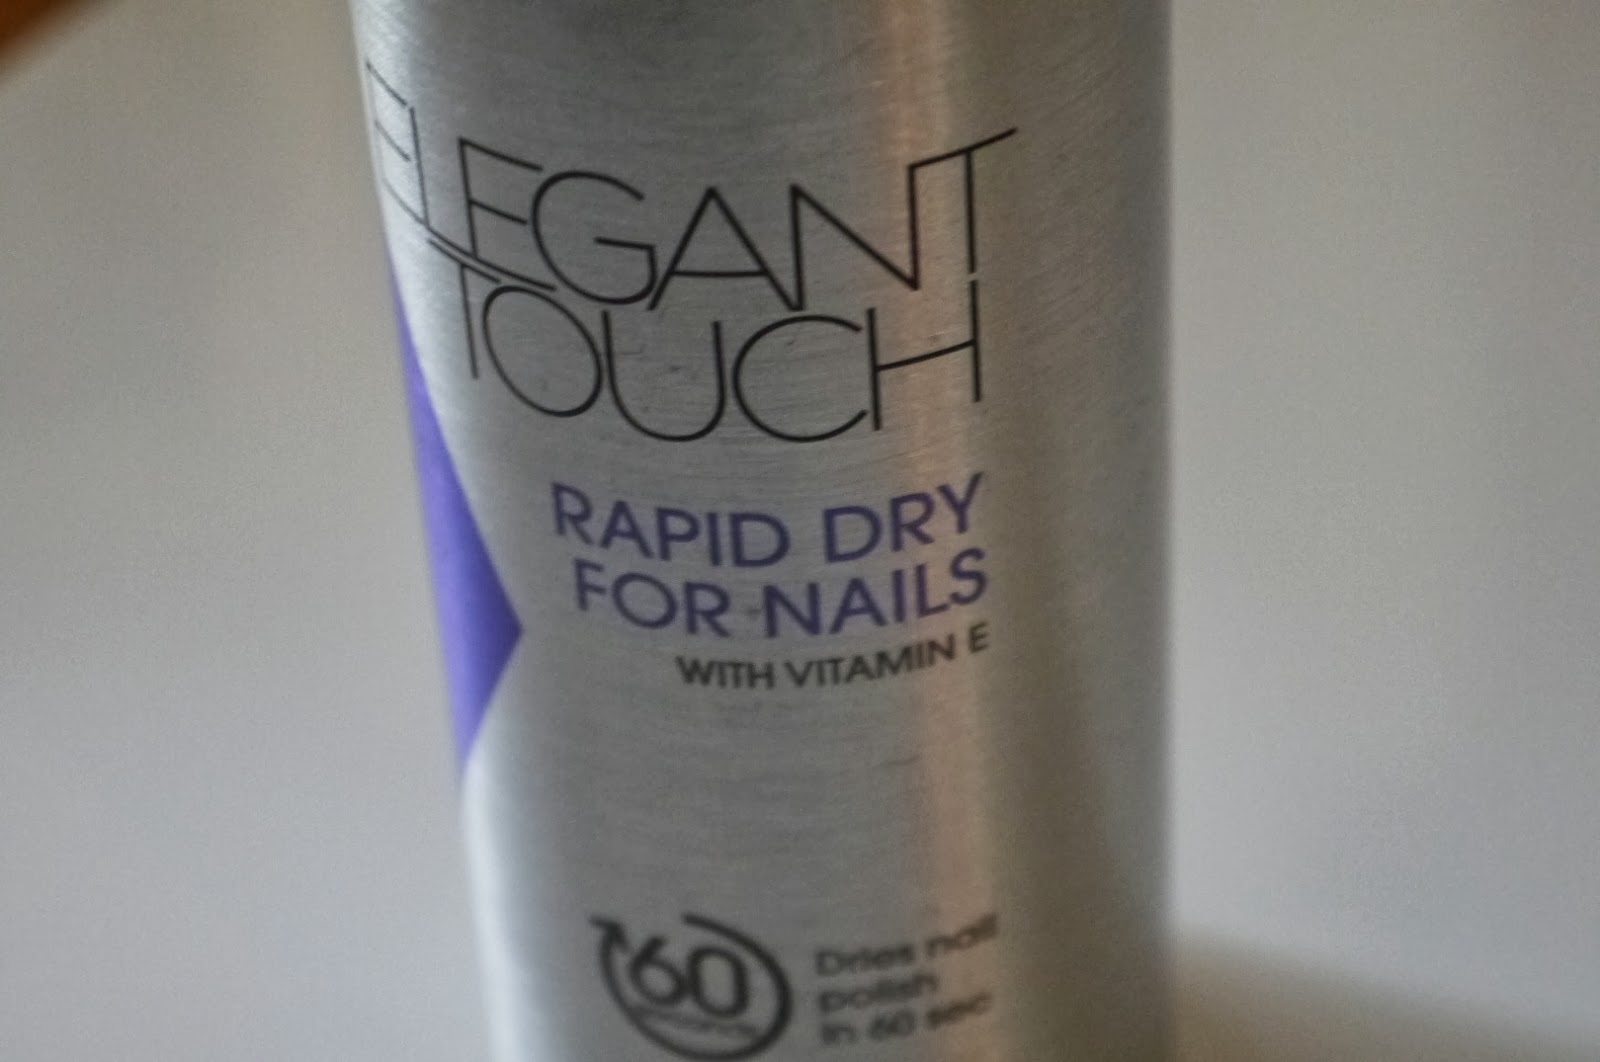 ELEGANT
TOUCH
RAPID DRY
FOR NAILS
WITH VITAMIN E
60
Dries nail
polish
in 60 sec